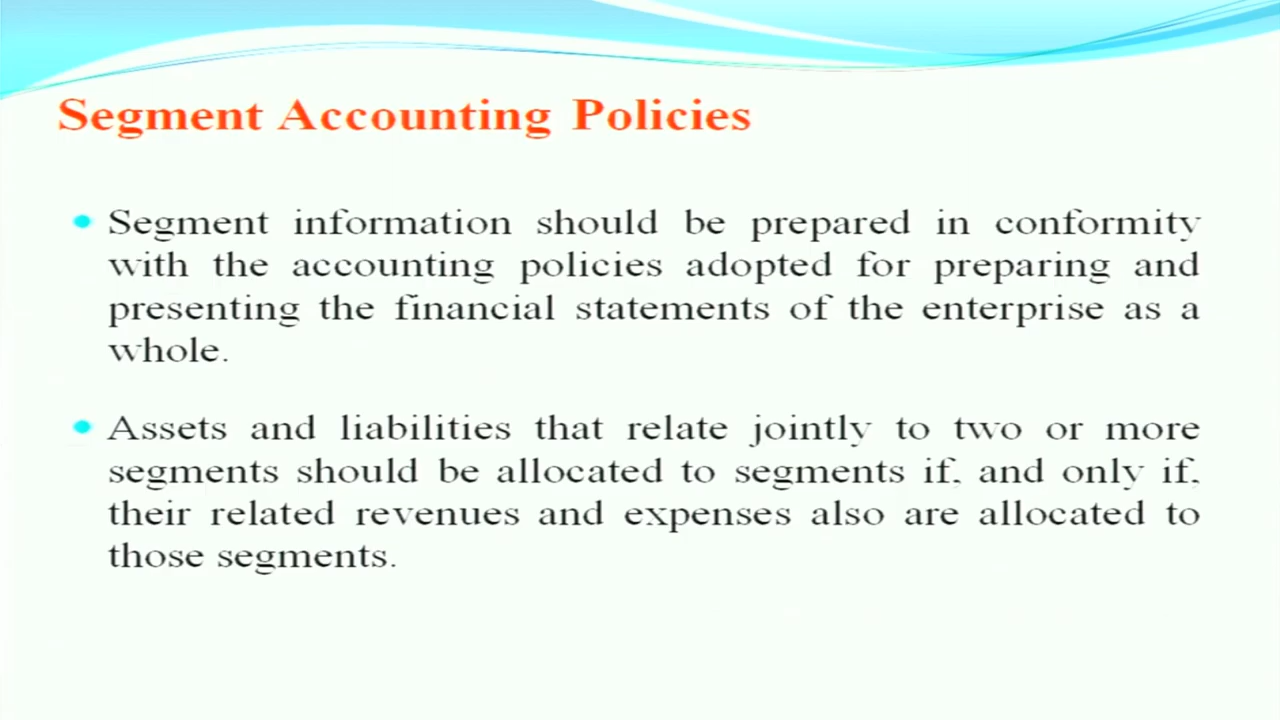 Segment Accounting Policies
Segment information should be prepared in conformity
with the accounting policies adopted for preparing and
presenting the financial statements of the enterprise as a
whole.
Assets and liabilities that relate jointly to two or more
segments should be allocated to segments if, and only if,
their related revenues and expenses also are allocated to
those segments.